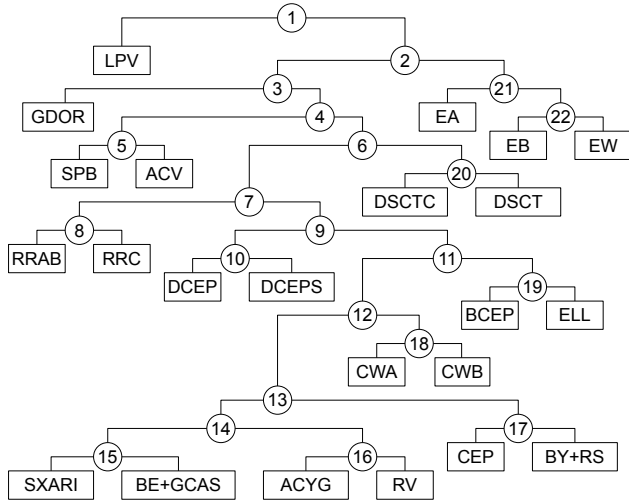 1
LPV
2
3
21
GDOR
4
EA
22
5
6
EB
EW
SPB
ACV
20
7
DSCTC
DSCT
8
9
RRAB
RRC
10
11
DCEP
DCEPS
19
12
BCEP
ELL
18
CWA
CWB
13
14
17
15
16
CEP
BY+RS
SXARI
BE+GCAS
ACYG
RV